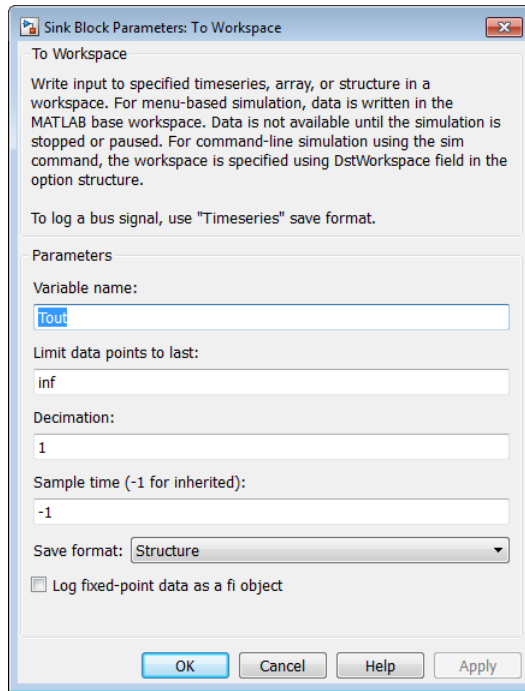 Sink Block Parameters: To Workspace
To Workspace
Write input to specified timeseries, array, or structure in a
workspace. For menu-based simulation, data is written in the
MATLAB base workspace. Data is not available until the simulation is
stopped or paused. For command-line simulation using the sim
command, the workspace is specified using DstWorkspace field in the
option structure.
To log a bus signal, use "Timeseries" save format.
Parameters
Variable name:
Tout
Limit data points to last:
inf
Decimation:
1
Sample time (-1 for inherited):
-1
Save format: Structure
Log fixed-point data as a fi object
OK Cancel Help Apply